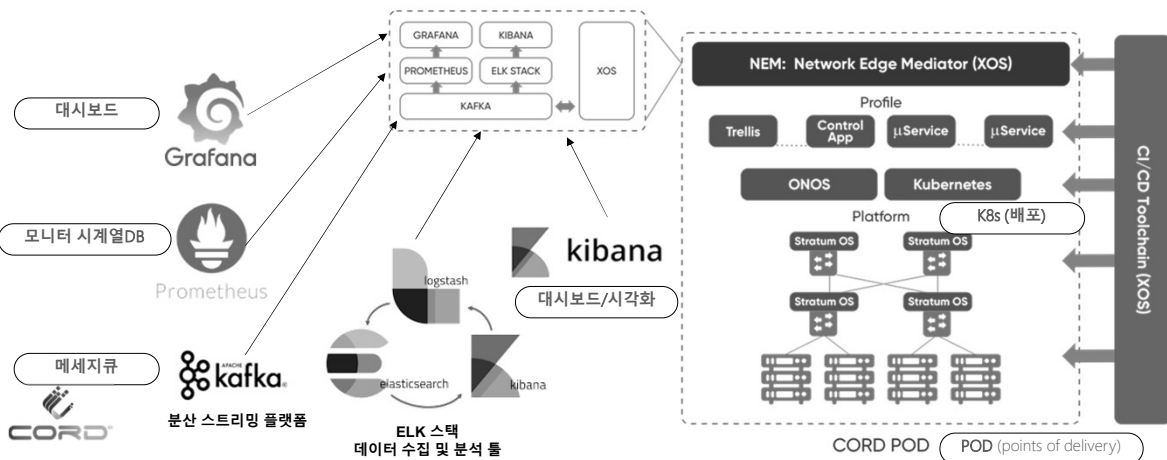 GRAFANA
KIBANA
PROMETHEUS
ELK STACK
KAFKA
XOS
대시보드
Grafana
모니터 시계열DB
Prometheus
메세지큐
APACHE
kafka®
분산 스트리밍 플랫폼
CORD®
logstash
elasticsearch
kibana
ELK 스택
데이터 수집 및 분석 툴
kibana
대시보드/시각화
NEM: Network Edge Mediator (XOS)
Profile
Trellis
Control
App
μService
μService
ONOS
Kubernetes
Platform
K8s (배포)
Stratum OS
Stratum OS
Stratum OS
Stratum OS
CORD POD
POD (points of delivery)
CI/CD Toolchain (XOS)